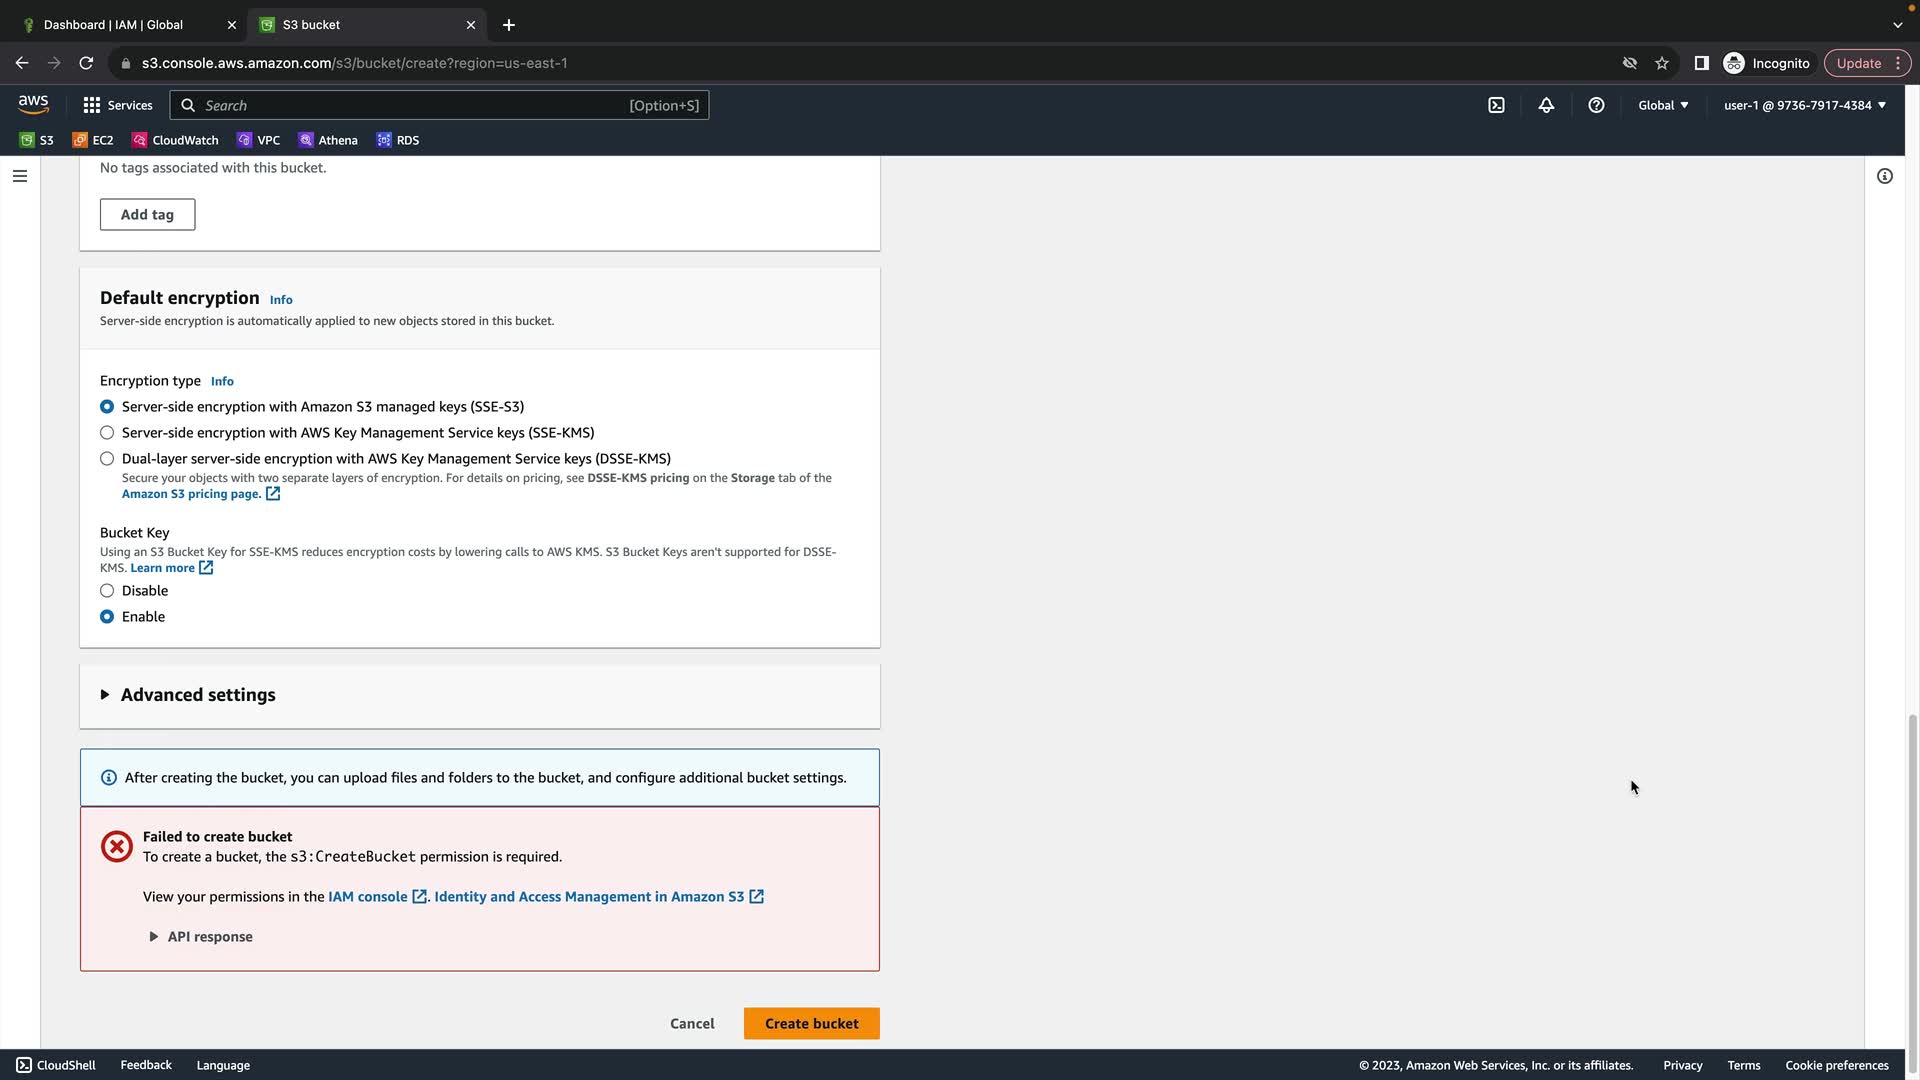 Dashboard | IAM | Global
S3 bucket
s3.console.aws.amazon.com/s3/bucket/create?region=us-east-1
Incognito
Update
aws
Services
Search
[Option+S]
Global
user-1 @ 9736-7917-4384
S3
EC2
CloudWatch
VPC
Athena
RDS
No tags associated with this bucket.
Add tag
Default encryption Info
Server-side encryption is automatically applied to new objects stored in this bucket.
Encryption type Info
Server-side encryption with Amazon S3 managed keys (SSE-S3)
Server-side encryption with AWS Key Management Service keys (SSE-KMS)
Dual-layer server-side encryption with AWS Key Management Service keys (DSSE-KMS)
Secure your objects with two separate layers of encryption. For details on pricing, see DSSE-KMS pricing on the Storage tab of the
Amazon S3 pricing page.
Bucket Key
Using an S3 Bucket Key for SSE-KMS reduces encryption costs by lowering calls to AWS KMS. S3 Bucket Keys aren't supported for DSSE-
KMS. Learn more
Disable
Enable
Advanced settings
After creating the bucket, you can upload files and folders to the bucket, and configure additional bucket settings.
Failed to create bucket
To create a bucket, the s3:CreateBucket permission is required.
View your permissions in the IAM console. Identity and Access Management in Amazon S3
API response
Cancel
Create bucket
CloudShell
Feedback
Language
© 2023, Amazon Web Services, Inc. or its affiliates.
Privacy
Terms
Cookie preferences